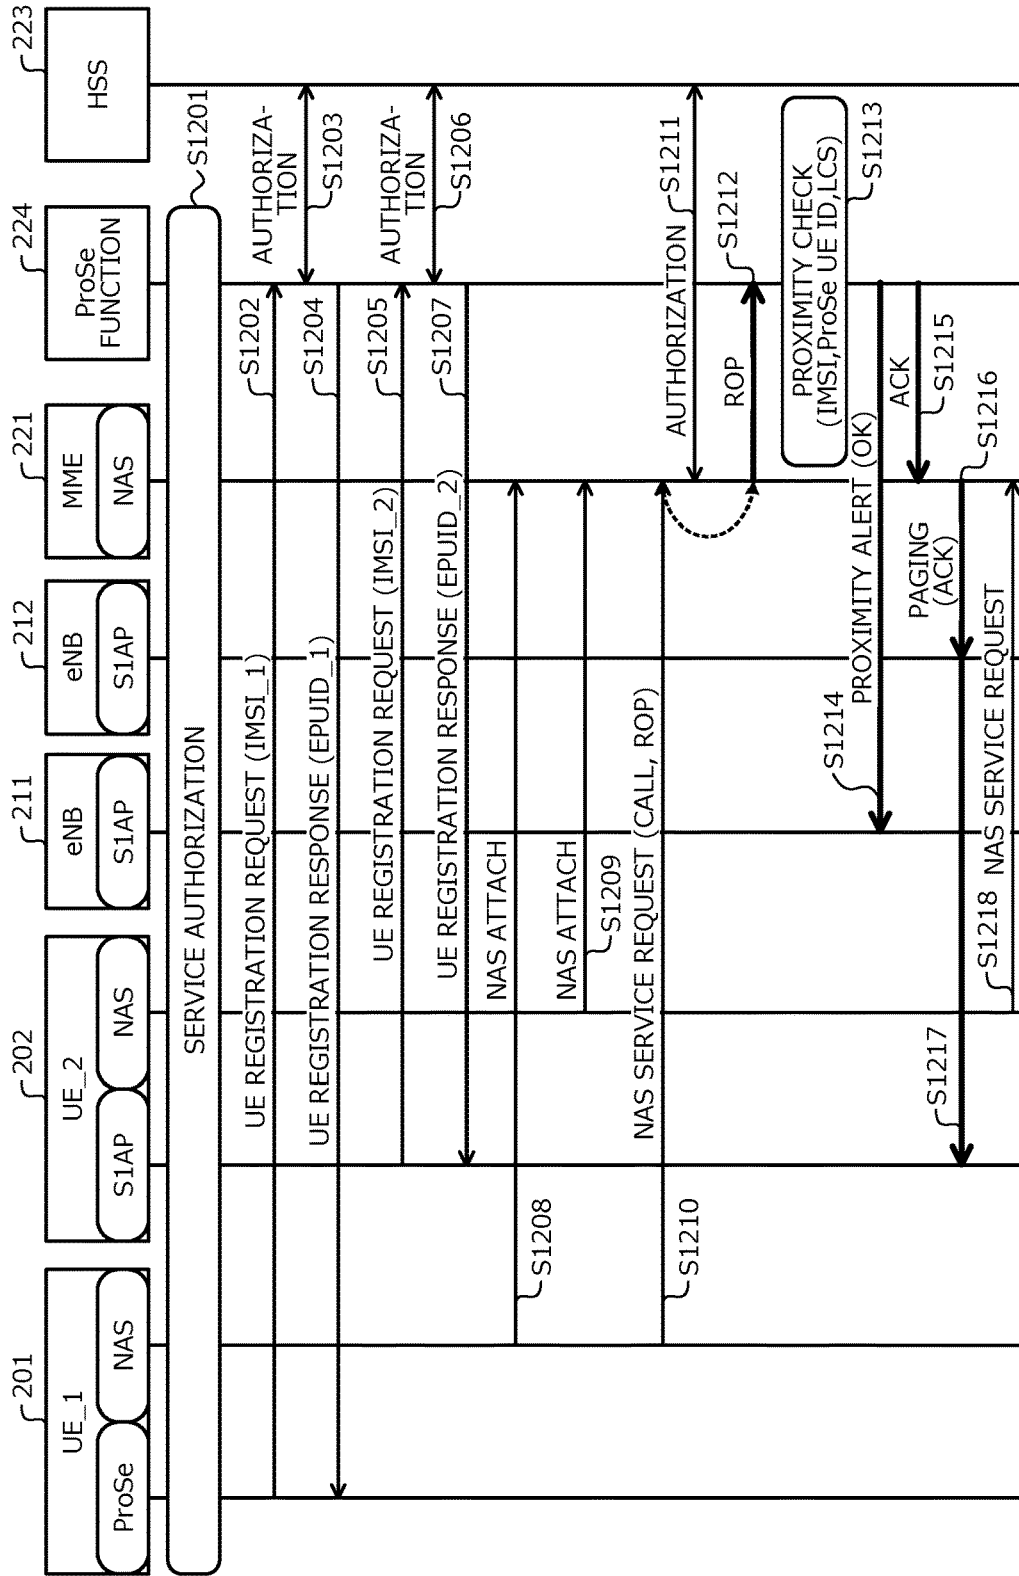 201
UE_1
ProSe
NAS
202
UE_2
S1AP
NAS
211
eNB
S1AP
212
eNB
S1AP
221
MME
NAS
224
ProSe
FUNCTION
223
HSS
SERVICE AUTHORIZATION
S1201
UE REGISTRATION REQUEST (IMSI_1)
S1202
AUTHORIZA-
TION
S1203
UE REGISTRATION RESPONSE (EPUID_1)
S1204
UE REGISTRATION REQUEST (IMSI_2)
S1205
AUTHORIZA-
TION
S1206
UE REGISTRATION RESPONSE (EPUID_2)
S1207
NAS ATTACH
S1208
NAS ATTACH
S1209
NAS SERVICE REQUEST (CALL, ROP)
S1210
AUTHORIZATION
S1211
ROP
S1212
PROXIMITY CHECK
(IMSI,ProSe UE ID,LCS)
S1213
S1214
PROXIMITY ALERT (OK)
ACK
S1215
PAGING
(ACK)
S1216
S1217
S1218
NAS SERVICE REQUEST